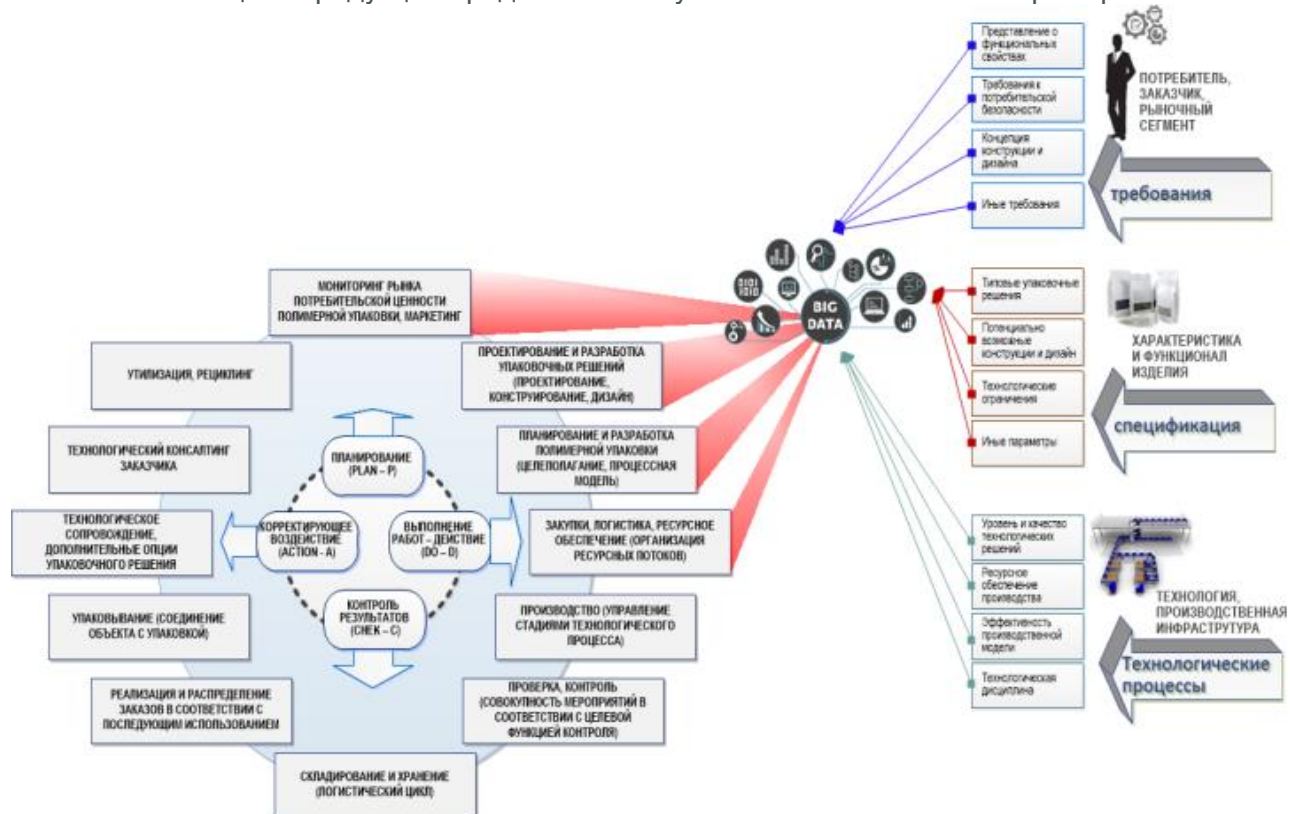 Представление о
функциональных
свойствах
Требования к
потребительской
безопасности
Концепция
конструкции и
дизайна
Иные требования
ПОТРЕБИТЕЛЬ,
ЗАКАЗЧИК,
РЫНОЧНЫЙ
СЕГМЕНТ
требования
BIG
DATA
0101
1010
Типовые упаковочные
решения
Потенциально
возможные
конструкции и дизайн
Технологические
ограничения
Иные параметры
ХАРАКТЕРИСТИКА
И ФУНКЦИОНАЛ
ИЗДЕЛИЯ
спецификация
Уровень и качество
технологических
решений
Ресурсное
обеспечение
производства
Эффективность
производственной
модели
Технологическая
дисциплина
ТЕХНОЛОГИЯ,
ПРОИЗВОДСТВЕННАЯ
ИНФРАСТРУТУРА
Технологические
процессы
МОНИТОРИНГ РЫНКА
ПОТРЕБИТЕЛЬСКОЙ ЦЕННОСТИ
ПОЛИМЕРНОЙ УПАКОВКИ, МАРКЕТИНГ
ПРОЕКТИРОВАНИЕ И РАЗРАБОТКА
УПАКОВОЧНЫХ РЕШЕНИЙ
(ПРОЕКТИРОВАНИЕ,
КОНСТРУИРОВАНИЕ, ДИЗАЙН)
ПЛАНИРОВАНИЕ И РАЗРАБОТКА
ПОЛИМЕРНОЙ УПАКОВКИ
(ЦЕЛЕПОЛАГАНИЕ, ПРОЦЕССНАЯ
МОДЕЛЬ)
ЗАКУПКИ, ЛОГИСТИКА, РЕСУРСНОЕ
ОБЕСПЕЧЕНИЕ (ОРГАНИЗАЦИЯ
РЕСУРСНЫХ ПОТОКОВ)
ПРОИЗВОДСТВО (УПРАВЛЕНИЕ
СТАДИЯМИ ТЕХНОЛОГИЧЕСКОГО
ПРОЦЕССА)
ПРОВЕРКА, КОНТРОЛЬ
(СОВОКУПНОСТЬ МЕРОПРИЯТИЙ В
СООТВЕТСТВИИ С ЦЕЛЕВОЙ
ФУНКЦИЕЙ КОНТРОЛЯ)
СКЛАДИРОВАНИЕ И ХРАНЕНИЕ
(ЛОГИСТИЧЕСКИЙ ЦИКЛ)
РЕАЛИЗАЦИЯ И РАСПРЕДЕЛЕНИЕ
ЗАКАЗОВ В СООТВЕТСТВИИ С
ПОСЛЕДУЮЩИМ ИСПОЛЬЗОВАНИЕМ
УПАКОВЫВАНИЕ (СОЕДИНЕНИЕ
ОБЪЕКТА С УПАКОВКОЙ)
ТЕХНОЛОГИЧЕСКОЕ
СОПРОВОЖДЕНИЕ,
ДОПОЛНИТЕЛЬНЫЕ ОПЦИИ
УПАКОВОЧНОГО РЕШЕНИЯ
ТЕХНОЛОГИЧЕСКИЙ КОНСАЛТИНГ
ЗАКАЗЧИКА
УТИЛИЗАЦИЯ, РЕЦИКЛИНГ
ПЛАНИРОВАНИЕ
(PLAN – P)
КОРРЕКТИРУЮЩЕЕ
ВОЗДЕЙСТВИЕ
(ACTION - A)
ВЫПОЛНЕНИЕ
РАБОТ – ДЕЙСТВИЕ
(DO – D)
КОНТРОЛЬ
РЕЗУЛЬТАТОВ
(CHEK – C)